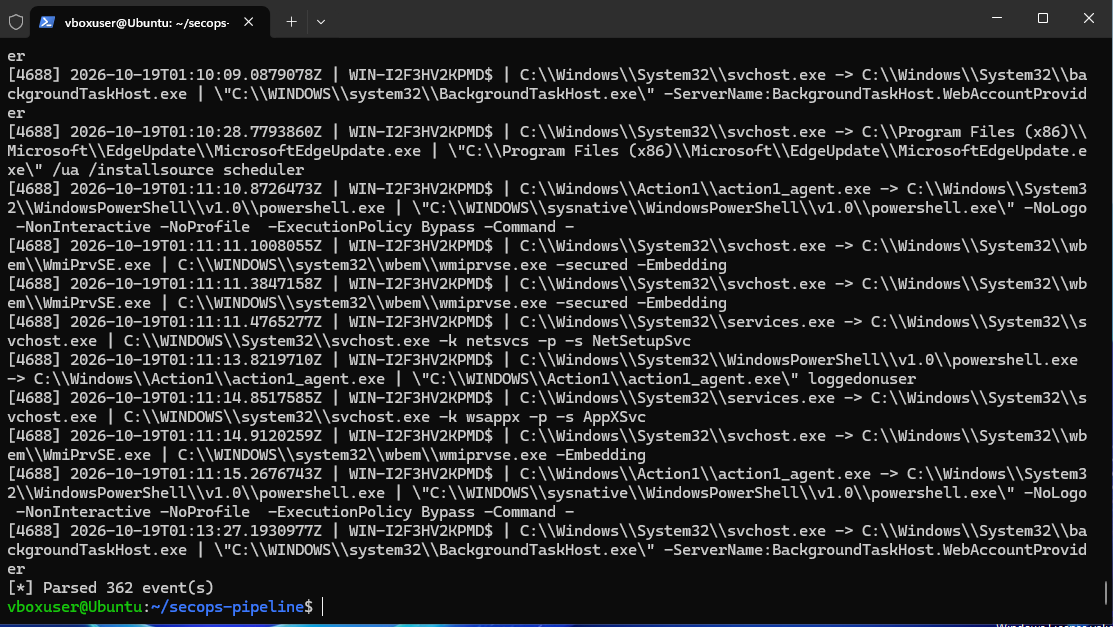 vboxuser@Ubuntu: ~/secops-
er
[4688] 2026-10-19T01:10:09.0879078Z | WIN-I2F3HV2KPMD$ | C:\\Windows\\System32\\svchost.exe -> C:\\Windows\\System32\\ba
ckgroundTaskHost.exe | \"C:\\WINDOWS\\system32\\BackgroundTaskHost.exe\" -ServerName:BackgroundTaskHost.WebAccountProvid
er
[4688] 2026-10-19T01:10:28.7793860Z | WIN-I2F3HV2KPMD$ | C:\\Windows\\System32\\svchost.exe -> C:\\Program Files (x86)\\
Microsoft\\EdgeUpdate\\MicrosoftEdgeUpdate.exe | \"C:\\Program Files (x86)\\Microsoft\\EdgeUpdate\\MicrosoftEdgeUpdate.e
xe\" /ua /installsource scheduler
[4688] 2026-10-19T01:11:10.8726473Z | WIN-I2F3HV2KPMD$ | C:\\Windows\\Action1\\action1_agent.exe -> C:\\Windows\\System3
2\\WindowsPowerShell\\v1.0\\powershell.exe | \"C:\\WINDOWS\\sysnative\\WindowsPowerShell\\v1.0\\powershell.exe\" -NoLogo
 -NonInteractive -NoProfile  -ExecutionPolicy Bypass -Command -
[4688] 2026-10-19T01:11:11.1008055Z | WIN-I2F3HV2KPMD$ | C:\\Windows\\System32\\svchost.exe -> C:\\Windows\\System32\\wb
em\\WmiPrvSE.exe | C:\\WINDOWS\\system32\\wbem\\wmiprvse.exe -secured -Embedding
[4688] 2026-10-19T01:11:11.3847158Z | WIN-I2F3HV2KPMD$ | C:\\Windows\\System32\\svchost.exe -> C:\\Windows\\System32\\wb
em\\WmiPrvSE.exe | C:\\WINDOWS\\system32\\wbem\\wmiprvse.exe -secured -Embedding
[4688] 2026-10-19T01:11:11.4765277Z | WIN-I2F3HV2KPMD$ | C:\\Windows\\System32\\services.exe -> C:\\Windows\\System32\\s
vchost.exe | C:\\WINDOWS\\System32\\svchost.exe -k netsvcs -p -s NetSetupSvc
[4688] 2026-10-19T01:11:13.8219710Z | WIN-I2F3HV2KPMD$ | C:\\Windows\\System32\\WindowsPowerShell\\v1.0\\powershell.exe
-> C:\\Windows\\Action1\\action1_agent.exe | \"C:\\WINDOWS\\Action1\\action1_agent.exe\" loggedonuser
[4688] 2026-10-19T01:11:14.8517585Z | WIN-I2F3HV2KPMD$ | C:\\Windows\\System32\\services.exe -> C:\\Windows\\System32\\s
vchost.exe | C:\\WINDOWS\\system32\\svchost.exe -k wsappx -p -s AppXSvc
[4688] 2026-10-19T01:11:14.9120259Z | WIN-I2F3HV2KPMD$ | C:\\Windows\\System32\\svchost.exe -> C:\\Windows\\System32\\wb
em\\WmiPrvSE.exe | C:\\WINDOWS\\system32\\wbem\\wmiprvse.exe -Embedding
[4688] 2026-10-19T01:11:15.2676743Z | WIN-I2F3HV2KPMD$ | C:\\Windows\\Action1\\action1_agent.exe -> C:\\Windows\\System3
2\\WindowsPowerShell\\v1.0\\powershell.exe | \"C:\\WINDOWS\\sysnative\\WindowsPowerShell\\v1.0\\powershell.exe\" -NoLogo
 -NonInteractive -NoProfile  -ExecutionPolicy Bypass -Command -
[4688] 2026-10-19T01:13:27.1930977Z | WIN-I2F3HV2KPMD$ | C:\\Windows\\System32\\svchost.exe -> C:\\Windows\\System32\\ba
ckgroundTaskHost.exe | \"C:\\WINDOWS\\system32\\BackgroundTaskHost.exe\" -ServerName:BackgroundTaskHost.WebAccountProvid
er
[*] Parsed 362 event(s)
vboxuser@Ubuntu:~/secops-pipeline$